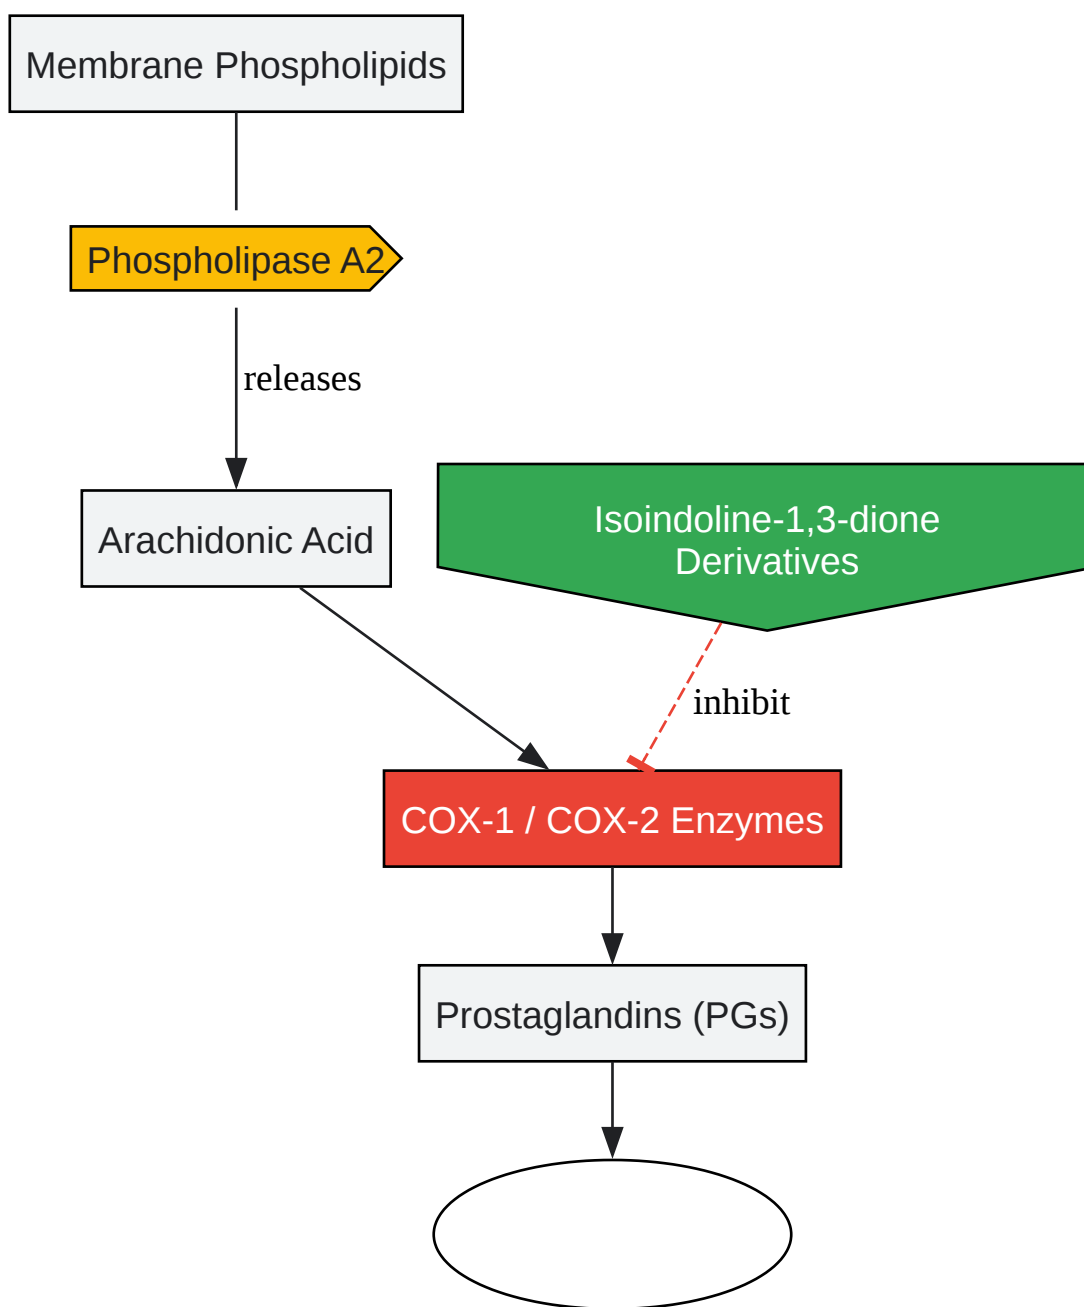 Membrane Phospholipids
Phospholipase A2
releases
Arachidonic Acid
Isoindoline-1,3-dione
Derivatives
inhibit
COX-1 / COX-2 Enzymes
Prostaglandins (PGs)